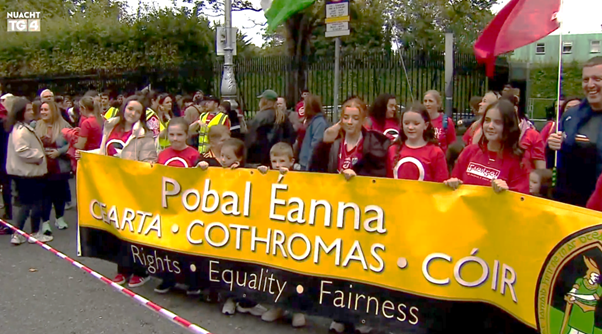 NUACHT
TG4
Pobal Éanna
CEARTA • COTHROMAS • CÓIR
Rights • Equality • Fairness